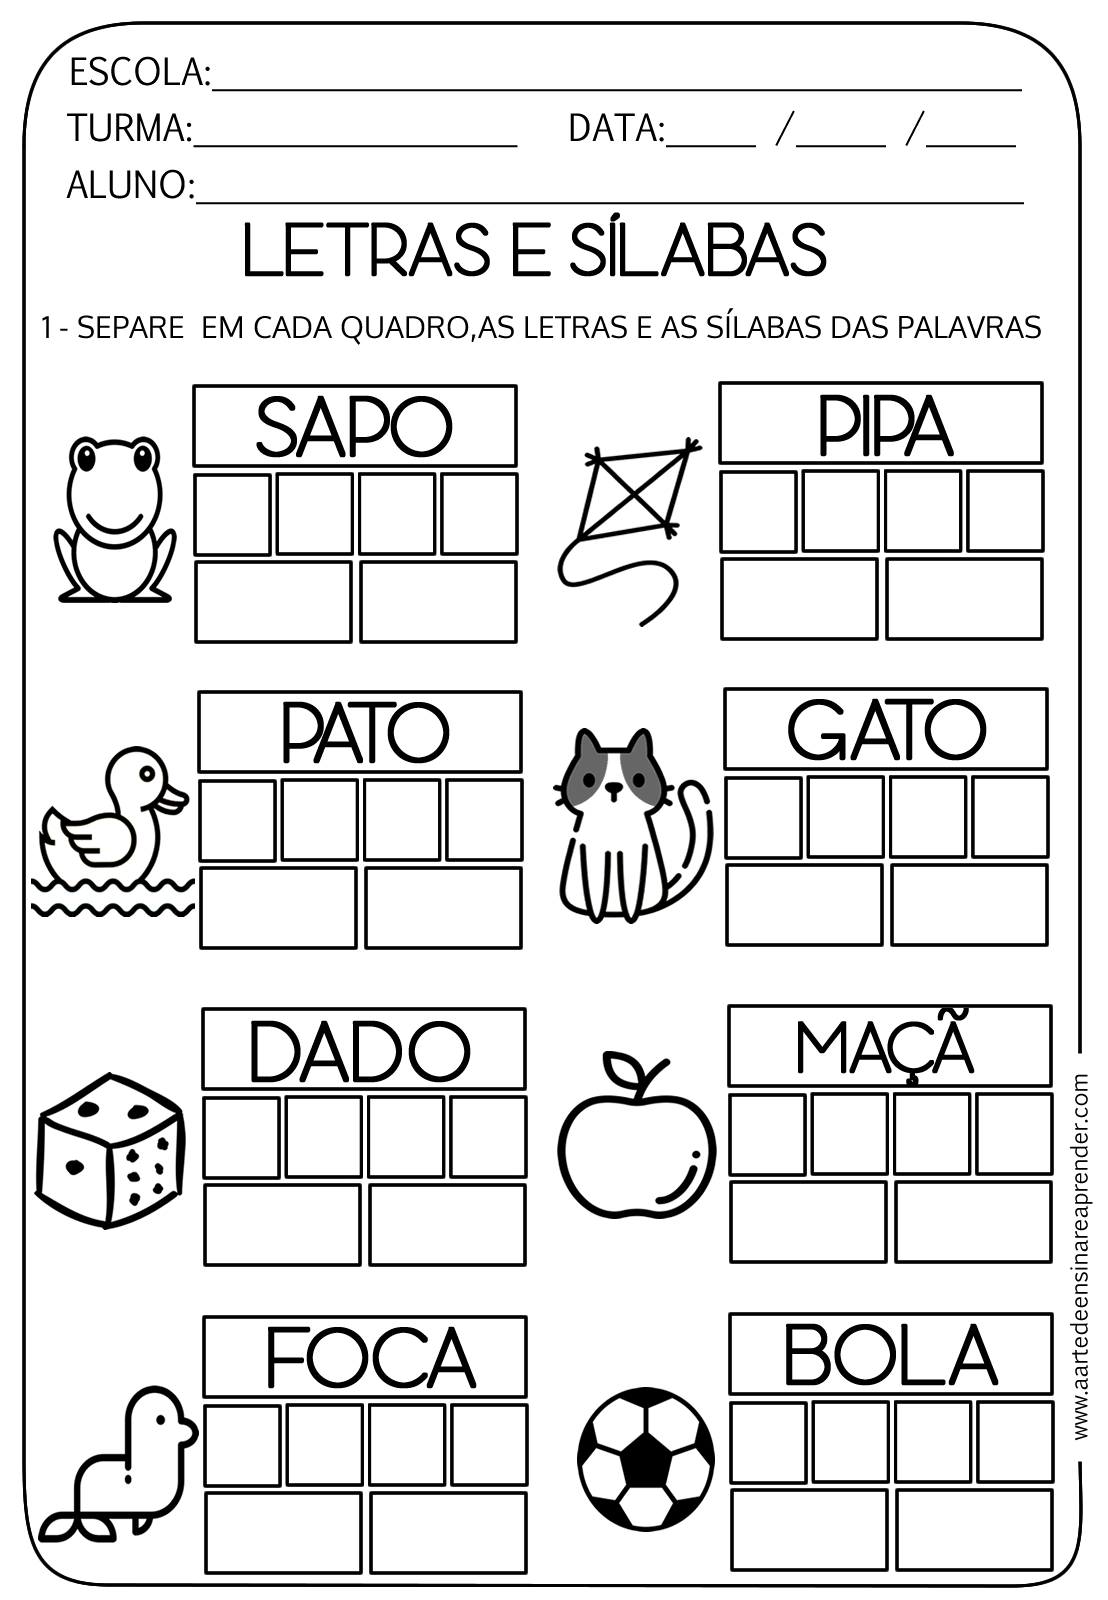 ESCOLA:
TURMA: DATA: / /
ALUNO:
LETRAS E SÍLABAS
1 - SEPARE EM CADA QUADRO,AS LETRAS E AS SÍLABAS DAS PALAVRAS
SAPO
PIPA
PATO
GATO
DADO
MAÇÃ
FOCA
BOLA
www.aartedeensinareaprender.com